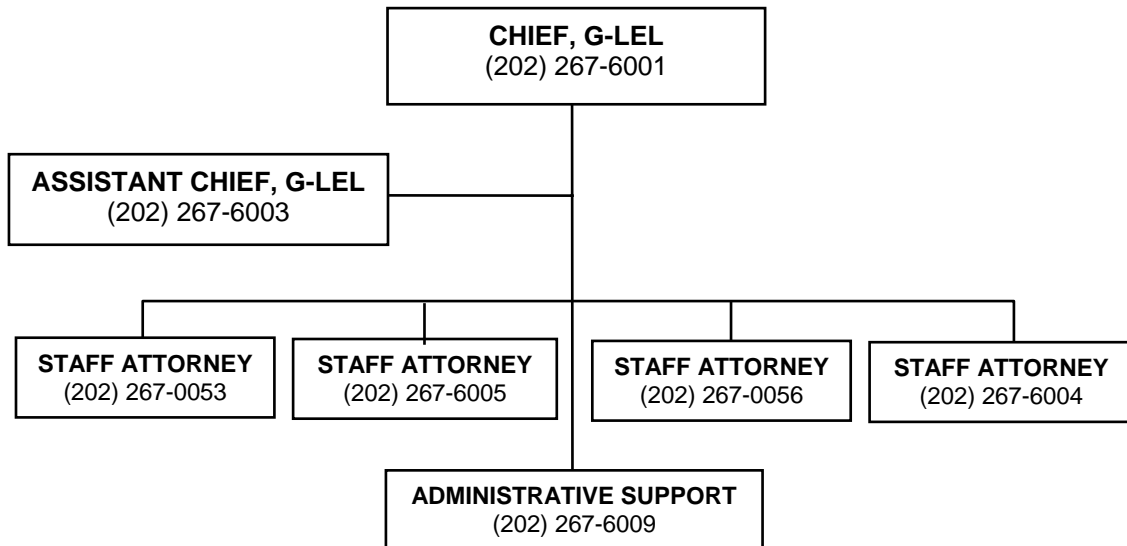 CHIEF, G-LEL
(202) 267-6001
ASSISTANT CHIEF, G-LEL
(202) 267-6003
STAFF ATTORNEY
(202) 267-0053
STAFF ATTORNEY
(202) 267-6005
STAFF ATTORNEY
(202) 267-0056
STAFF ATTORNEY
(202) 267-6004
ADMINISTRATIVE SUPPORT
(202) 267-6009